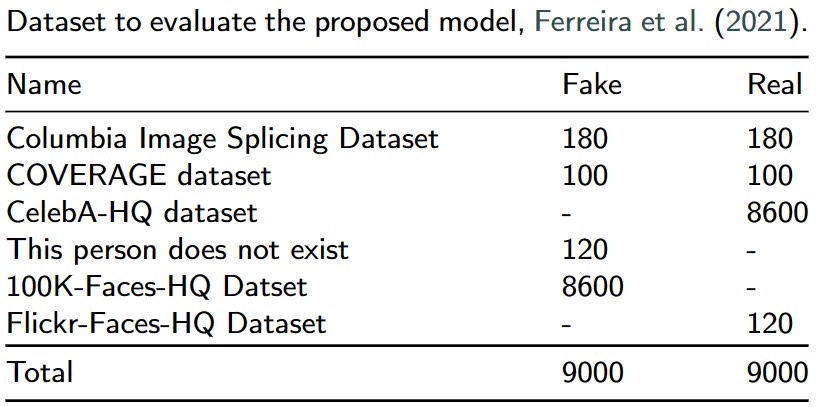 Dataset to evaluate the proposed model, Ferreira et al. (2021).
Name Fake Real
Columbia Image Splicing Dataset 180 180
COVERAGE dataset 100 100
CelebA-HQ dataset - 8600
This person does not exist 120 -
100K-Faces-HQ Datset 8600 -
Flickr-Faces-HQ Dataset - 120
Total 9000 9000